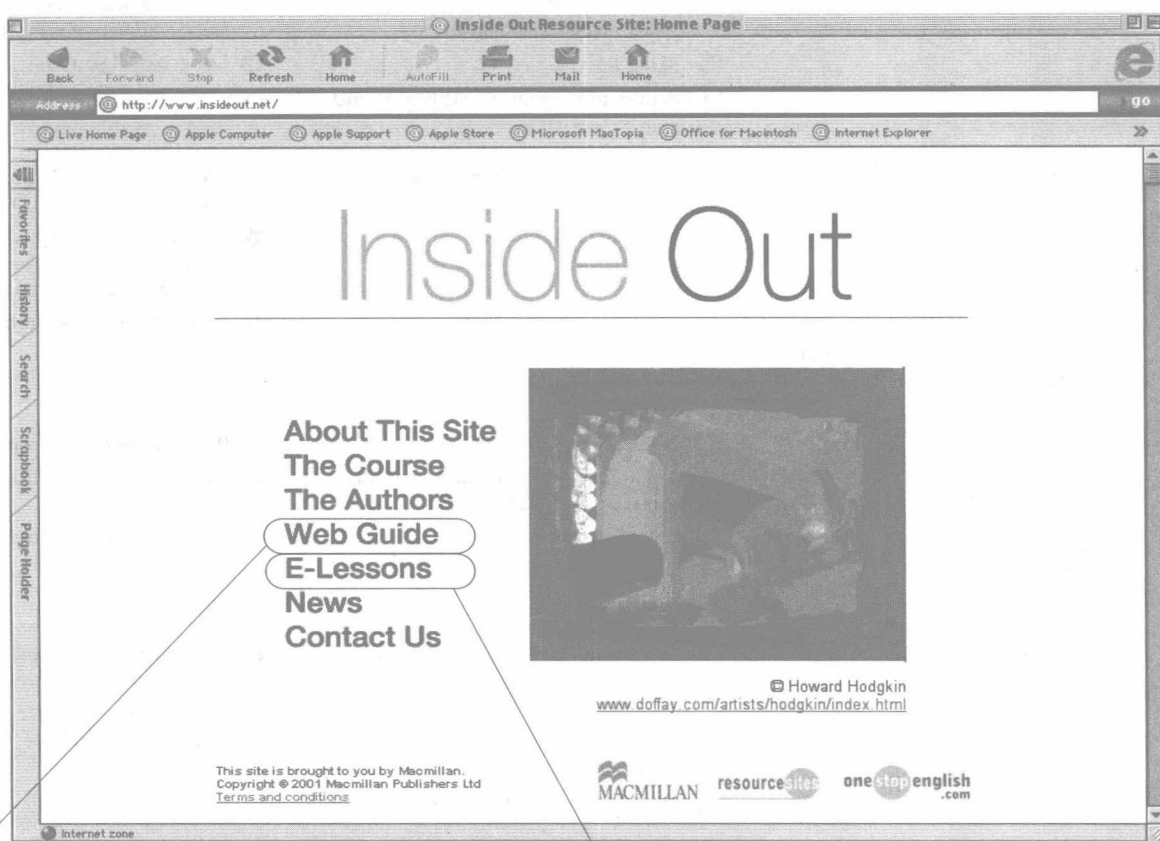 Inside Out Resource Site: Home Page
Back Forward Stop Refresh Home AutoFill Print Mail Home
Address http://www.insideout.net/ go
Live Home Page Apple Computer Apple Support Apple Store Microsoft MacTopia Office for Macintosh Internet Explorer
Favorites
History
Search
Scrapbook
Page Holder
Inside Out
About This Site
The Course
The Authors
Web Guide
E-Lessons
News
Contact Us
© Howard Hodgkin
www.doffay.com/artists/hodgkin/index.html
This site is brought to you by Macmillan.
Copyright © 2001 Macmillan Publishers Ltd
Terms and conditions
MACMILLAN
resourcesites
onestopenglish
.com
Internet zone